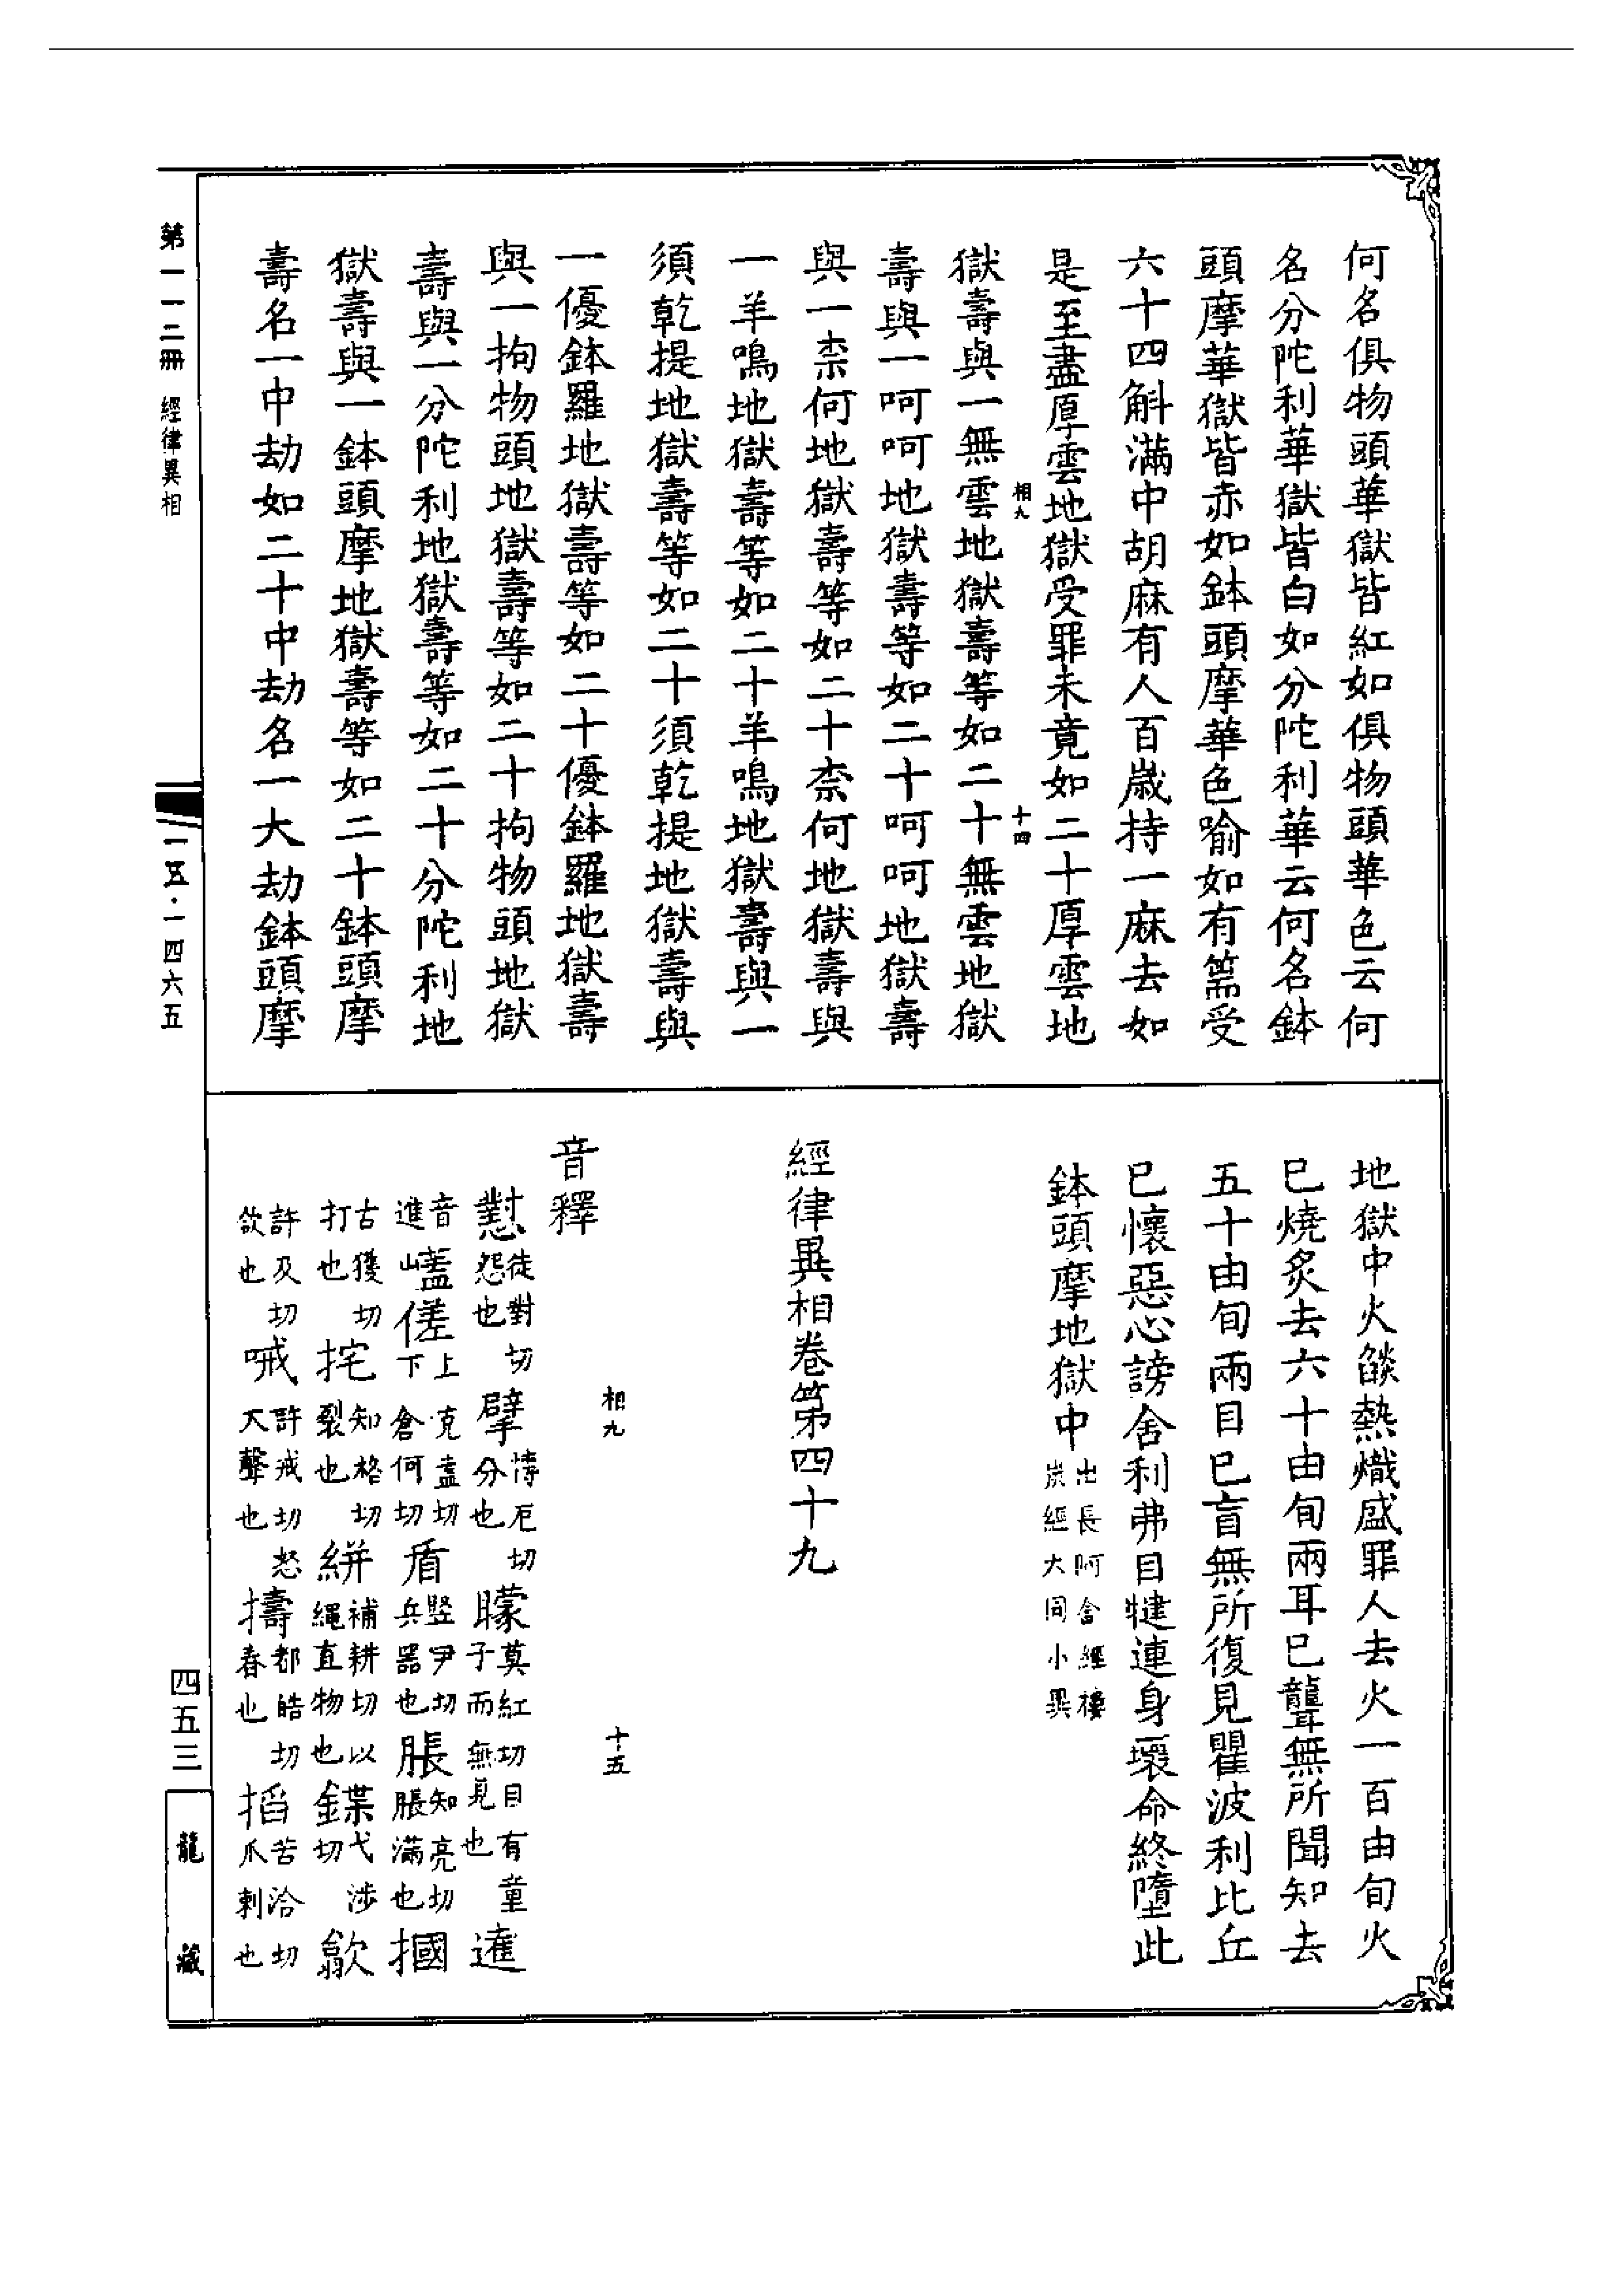 何名俱物頭華獄皆紅如俱物頭華色云何
名分陀利華獄皆白如分陀利華云何名鉢
頭摩華獄皆赤如鉢頭摩華色喻如有篅受
六十四斛滿中胡麻有人百歲持一麻去如
是至盡厚雲地獄受罪未竟如二十厚雲地
相九
十四
獄壽與一無雲地獄壽等如二十無雲地獄
壽與一呵呵地獄壽等如二十呵呵地獄壽
與一柰何地獄壽等如二十柰何地獄壽與
一羊鳴地獄壽等如二十羊鳴地獄壽與一
須乾提地獄壽等如二十須乾提地獄壽與
一優鉢羅地獄壽等如二十優鉢羅地獄壽
與一拘物頭地獄壽等如二十拘物頭地獄
壽與一分陀利地獄壽等如二十分陀利地
獄壽與一鉢頭摩地獄壽等如二十鉢頭摩
壽名一中劫如二十中劫名一大劫鉢頭摩
地獄中火燄熱熾盛罪人去火一百由旬火
巳燒炙去六十由旬兩耳巳聾無所聞知去
五十由旬兩目巳盲無所復見瞿波利比丘
巳懷惡心謗舍利弗目犍連身壞命終墮此
鉢頭摩地獄中出長阿含經樓炭經大同小異
經律異相卷第四十九
相九
十五
音釋
懟徒對切怨也擘博厄切分也矇莫紅切目有童子而無見也𨗴
音進𡾋傞上克盍切下倉何切盾豎尹切兵器也脹知亮切脹滿也摑
古獲切打也挓知格切裂也絣補耕切以繩直物也鍱弋涉切歙
許及切斂也㖑許戒切怒大聲也擣都皓切舂也掐苦洽切爪刺也
第一一二冊 經律異相
一五·一四六五
四五三
龍藏